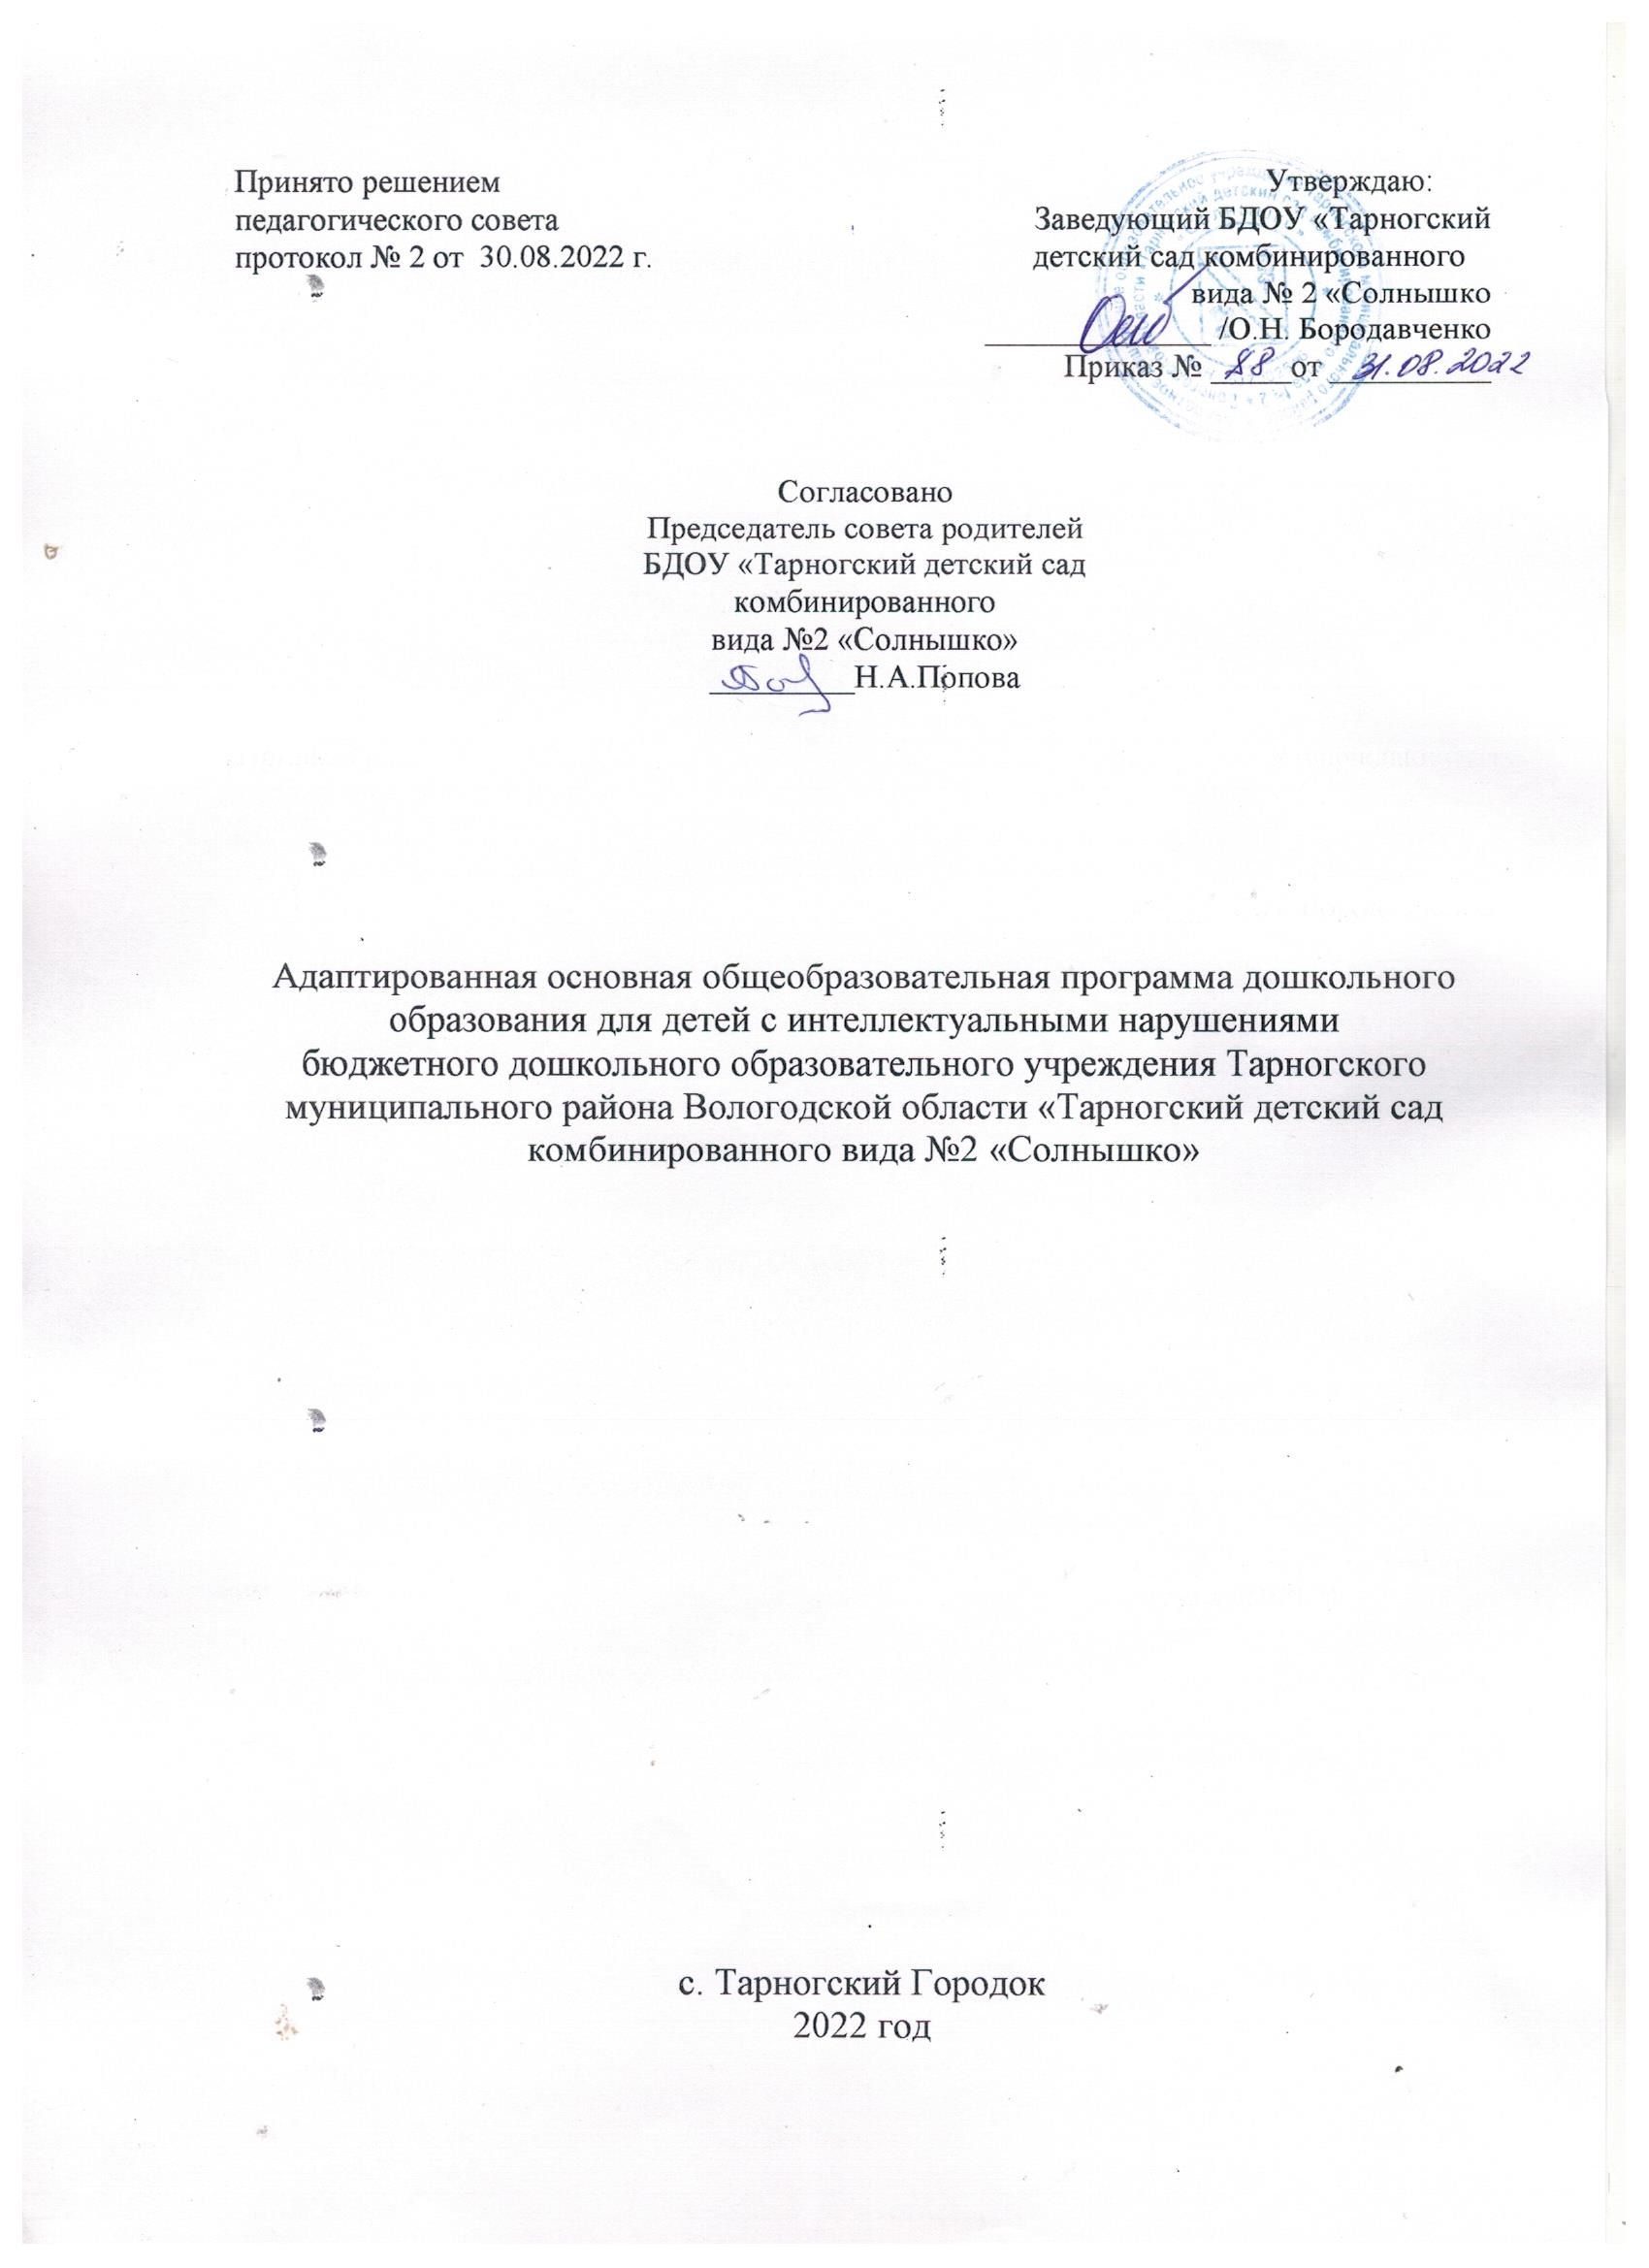 Принято решением
педагогического совета
протокол № 2 от 30.08.2022 г.
Утверждаю:
Заведующий БДОУ «Тарногский
детский сад комбинированного
вида № 2 «Солнышко
/О.Н. Бородавченко
Приказ № 88 от 31.08.2022
Согласовано
Председатель совета родителей
БДОУ «Тарногский детский сад
комбинированного
вида №2 «Солнышко»
Н.А.Попова
Адаптированная основная общеобразовательная программа дошкольного
образования для детей с интеллектуальными нарушениями
бюджетного дошкольного образовательного учреждения Тарногского
муниципального района Вологодской области «Тарногский детский сад
комбинированного вида №2 «Солнышко»
с. Тарногский Городок
2022 год